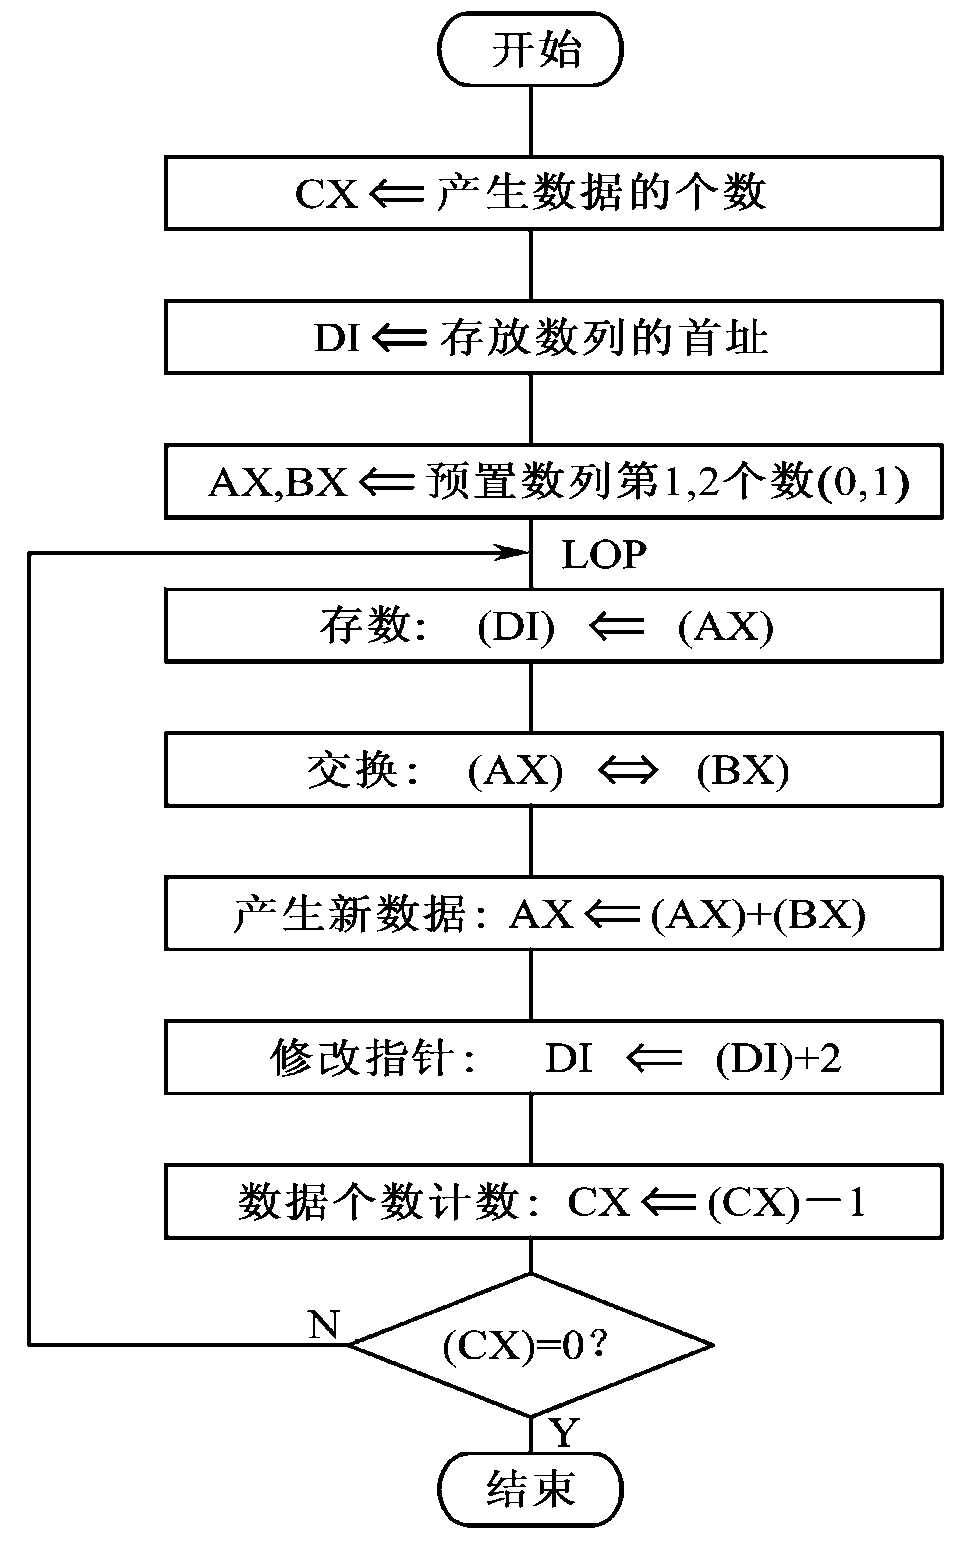 开始
CX⇐产生数据的个数
DI⇐存放数列的首址
AX,BX⇐预置数列第1,2个数(0,1)
LOP
存数: (DI) ⇐ (AX)
交换: (AX) ⇔ (BX)
产生新数据: AX⇐(AX)+(BX)
修改指针: DI ⇐ (DI)+2
数据个数计数: CX⇐(CX)−1
N
(CX)=0?
Y
结束